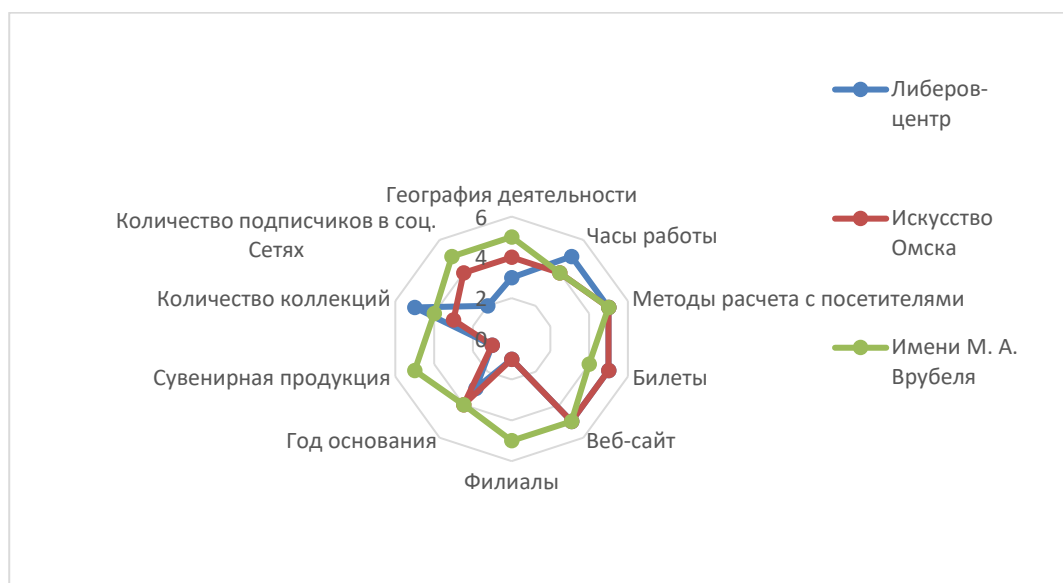 Либеров-
центр
География деятельности
Количество подписчиков в соц.
Сетях
6
Часы работы
Искусство
Омска
4
Количество коллекций
2
Методы расчета с посетителями
0
Имени М. А.
Врубеля
Сувенирная продукция
Билеты
Год основания
Веб-сайт
Филиалы